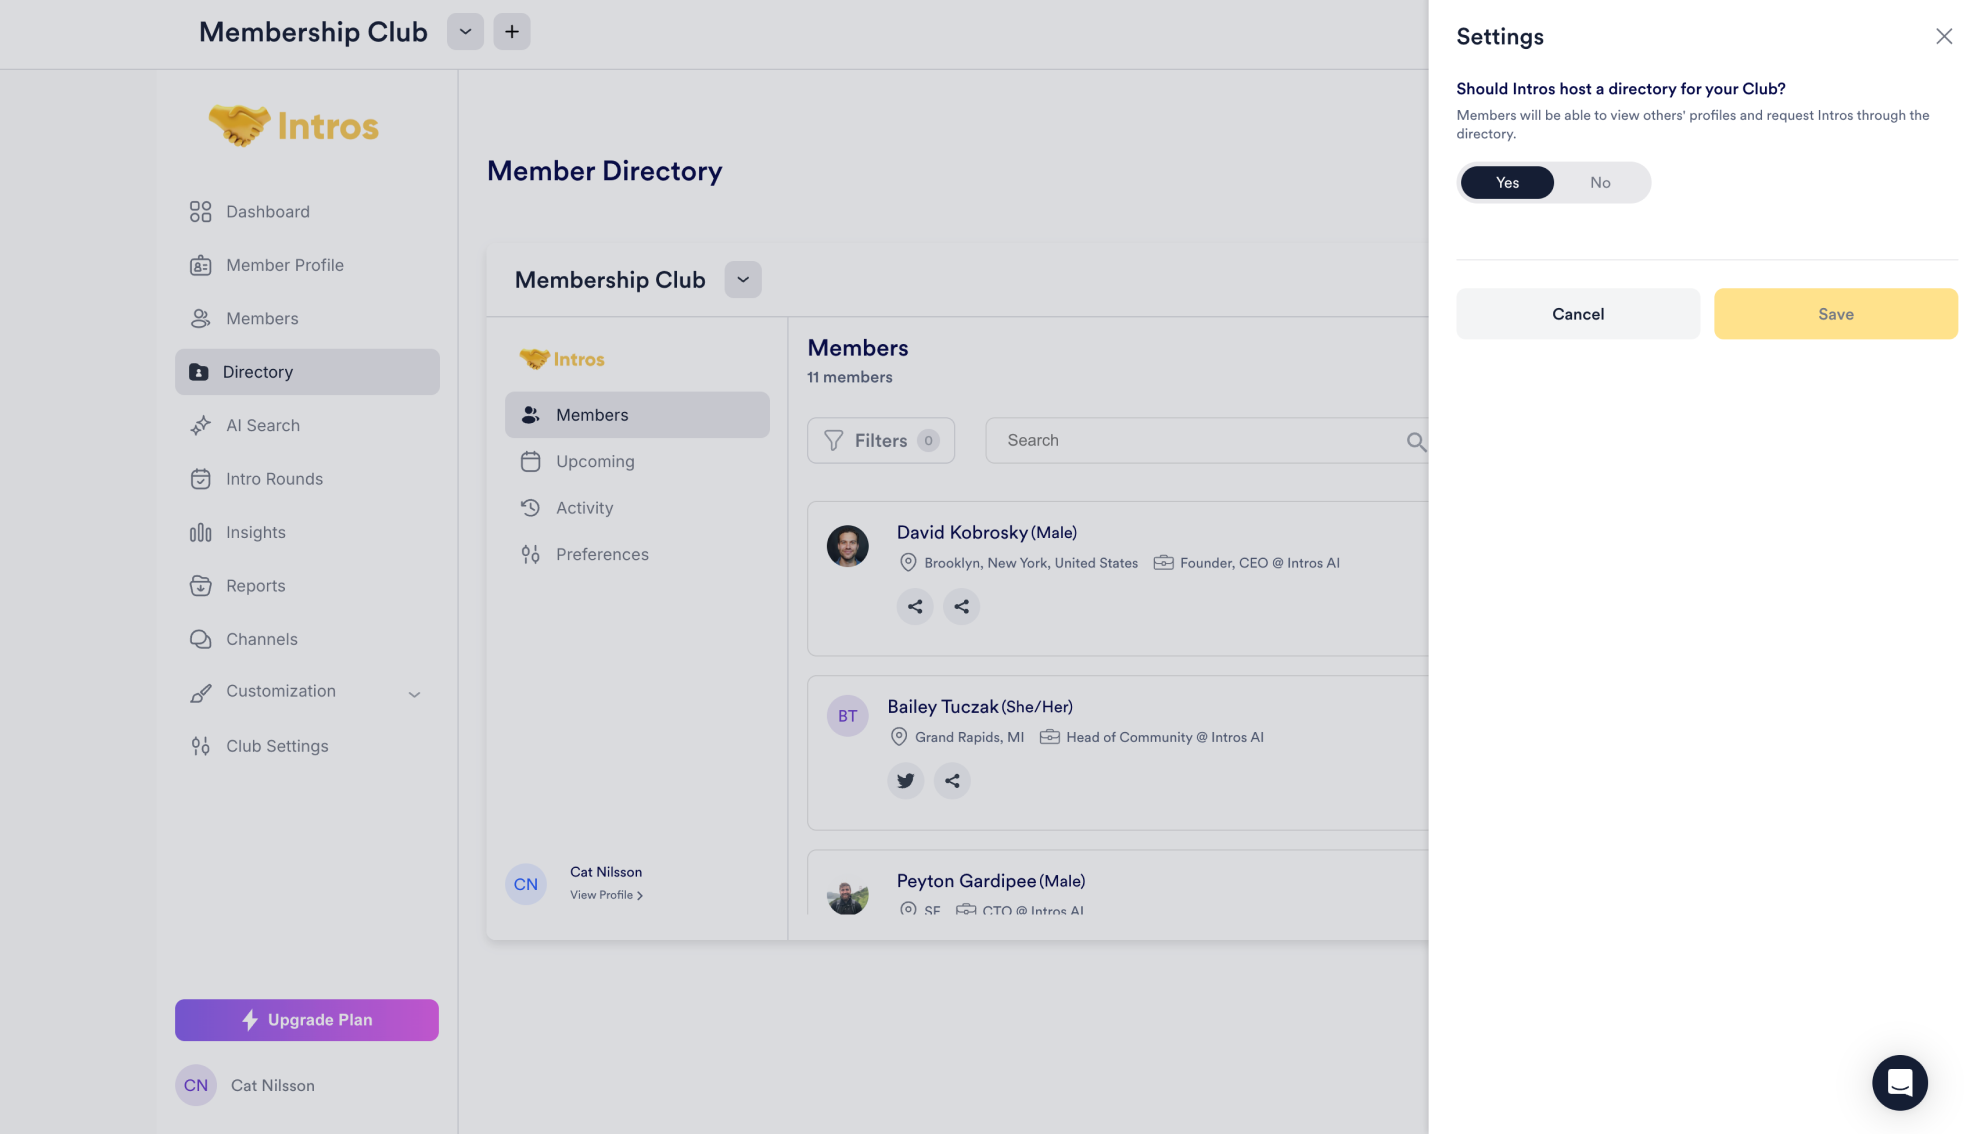 Membership Club
Intros
Dashboard
Member Profile
Members
Directory
AI Search
Intro Rounds
Insights
Reports
Channels
Customization
Club Settings
Upgrade Plan
CN Cat Nilsson
Member Directory
Membership Club
Intros
Members
Upcoming
Activity
Preferences
CN Cat Nilsson
View Profile
Members
11 members
Filters 0
Search
David Kobrosky (Male)
Brooklyn, New York, United States Founder, CEO @ Intros AI
BT Bailey Tuczak (She/Her)
Grand Rapids, MI Head of Community @ Intros AI
Peyton Gardipee (Male)
SF CTO @ Intros AI
Settings
Should Intros host a directory for your Club?
Members will be able to view others' profiles and request Intros through the
directory.
Yes No
Cancel Save